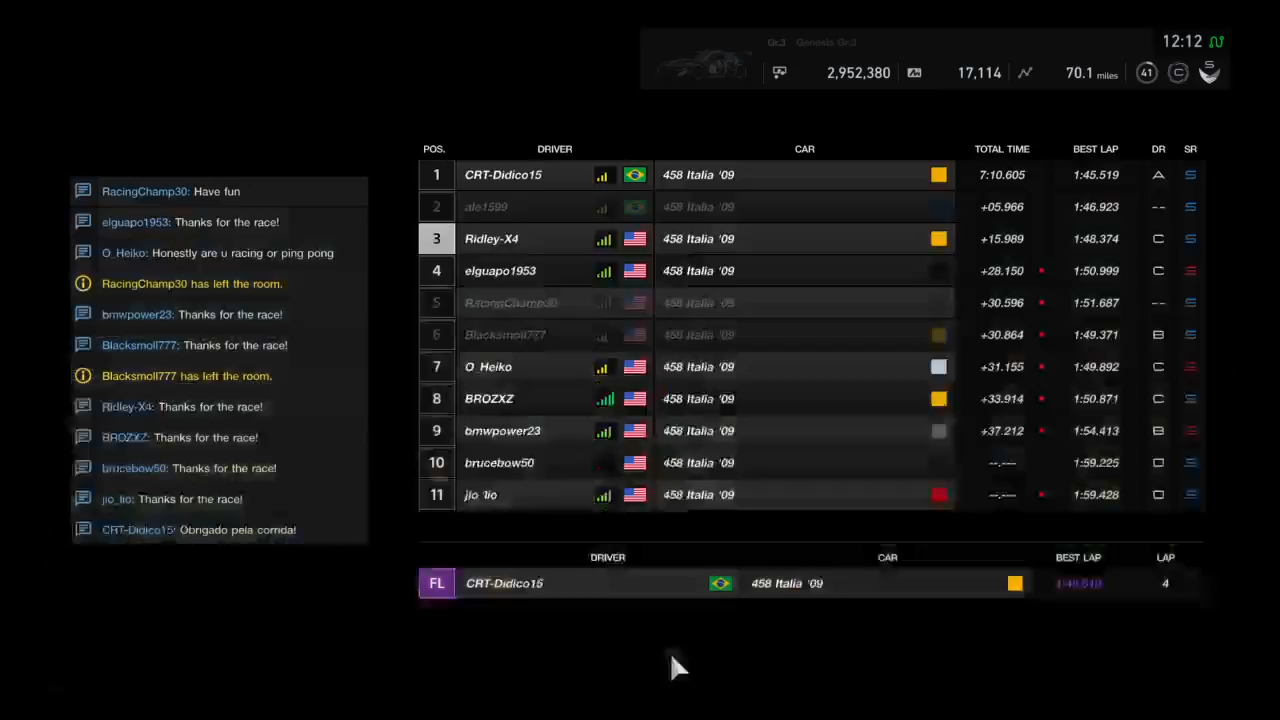 Gr.3 Genesis Gr.3
12:12
2,952,380 17,114 70.1 miles 41 C S
POS. DRIVER CAR TOTAL TIME BEST LAP DR SR
1 CRT-Didico15 458 Italia '09 7:10.605 1:45.519 A S
2 ale1599 458 Italia '09 +05.966 1:46.923 -- S
3 Ridley-X4 458 Italia '09 +15.989 1:48.374 C S
4 elguapo1953 458 Italia '09 +28.150 1:50.999 C
5 RacingChamp30 458 Italia '09 +30.596 1:51.687 -- S
6 Blacksmoll777 458 Italia '09 +30.864 1:49.371 B S
7 O_Heiko 458 Italia '09 +31.155 1:49.892 C
8 BROZXZ 458 Italia '09 +33.914 1:50.871 C S
9 bmwpower23 458 Italia '09 +37.212 1:54.413 B
10 brucebow50 458 Italia '09 --.--- 1:59.225 D S
11 jio_lio 458 Italia '09 --.--- 1:59.428 D S
RacingChamp30: Have fun
elguapo1953: Thanks for the race!
O_Heiko: Honestly are u racing or ping pong
RacingChamp30 has left the room.
bmwpower23: Thanks for the race!
Blacksmoll777: Thanks for the race!
Blacksmoll777 has left the room.
Ridley-X4: Thanks for the race!
BROZXZ: Thanks for the race!
brucebow50: Thanks for the race!
jio_lio: Thanks for the race!
CRT-Didico15: Obrigado pela corrida!
DRIVER CAR BEST LAP LAP
FL CRT-Didico15 458 Italia '09 4